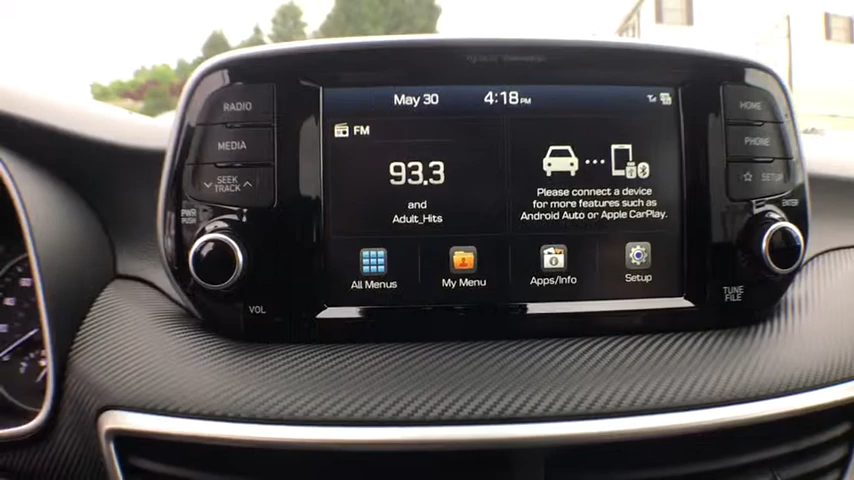 RADIO
MEDIA
SEEK
TRACK
PWR
PUSH
VOL
May 30
4:18 PM
FM
93.3
and
Adult_Hits
Please connect a device
for more features such as
Android Auto or Apple CarPlay.
All Menus
My Menu
Apps/Info
Setup
HOME
PHONE
SETUP
ENTER
TUNE
FILE